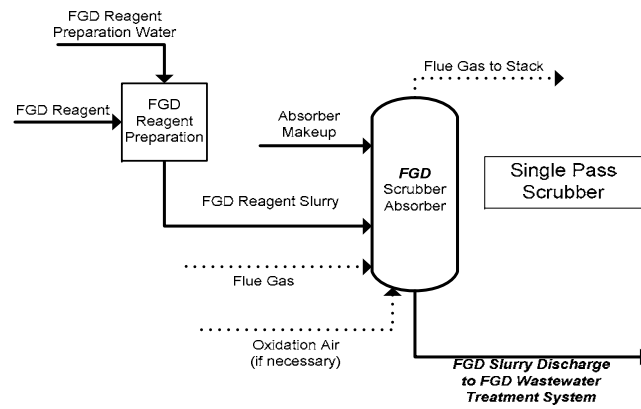 FGD Reagent
Preparation Water
Flue Gas to Stack
FGD Reagent
FGD
Reagent
Preparation
Absorber
Makeup
FGD
Scrubber
Absorber
Single Pass
Scrubber
FGD Reagent Slurry
Flue Gas
Oxidation Air
(if necessary)
FGD Slurry Discharge
to FGD Wastewater
Treatment System